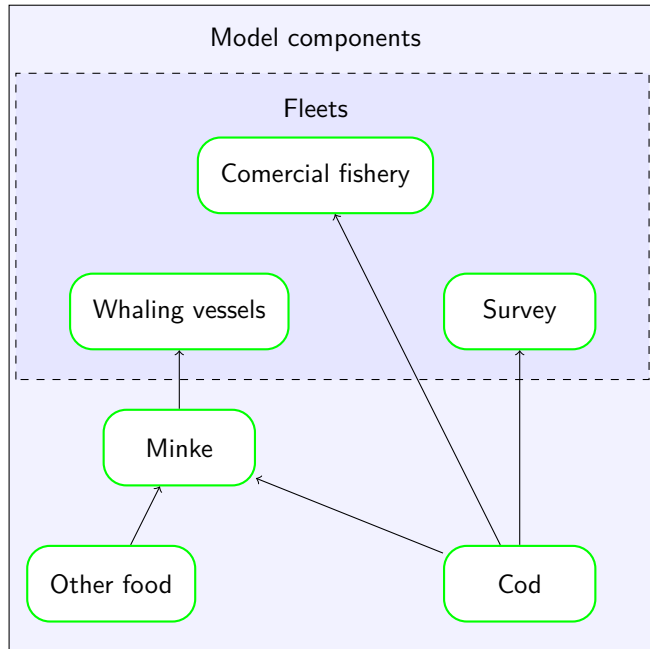 Model components
Fleets
Comercial fishery
Whaling vessels
Survey
Minke
Other food
Cod